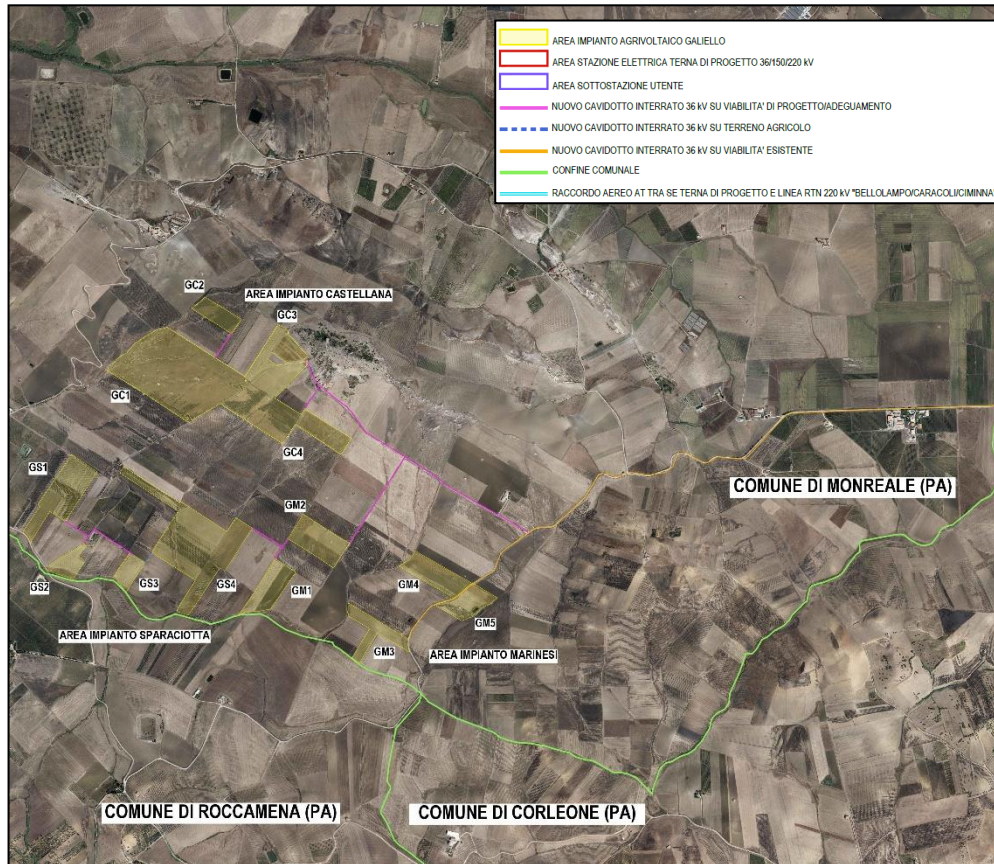 AREA IMPIANTO AGRIVOLTAICO GALIELLO
AREA STAZIONE ELETTRICA TERNA DI PROGETTO 36/150/220 kV
AREA SOTTOSTAZIONE UTENTE
NUOVO CAVIDOTTO INTERRATO 36 kV SU VIABILITA' DI PROGETTO/ADEGUAMENTO
NUOVO CAVIDOTTO INTERRATO 36 kV SU TERRENO AGRICOLO
NUOVO CAVIDOTTO INTERRATO 36 kV SU VIABILITA' ESISTENTE
CONFINE COMUNALE
RACCORDO AEREO AT TRA SE TERNA DI PROGETTO E LINEA RTN 220 kV "BELLOLAMPO/CARACOLI/CIMINNA"
GC2
AREA IMPIANTO CASTELLANA
GC3
GC1
GC4
GS1
COMUNE DI MONREALE (PA)
GM2
GS2
GS3
GS4
GM1
GM4
GM5
AREA IMPIANTO SPARACIOTTA
GM3
AREA IMPIANTO MARINESI
COMUNE DI ROCCAMENA (PA)
COMUNE DI CORLEONE (PA)